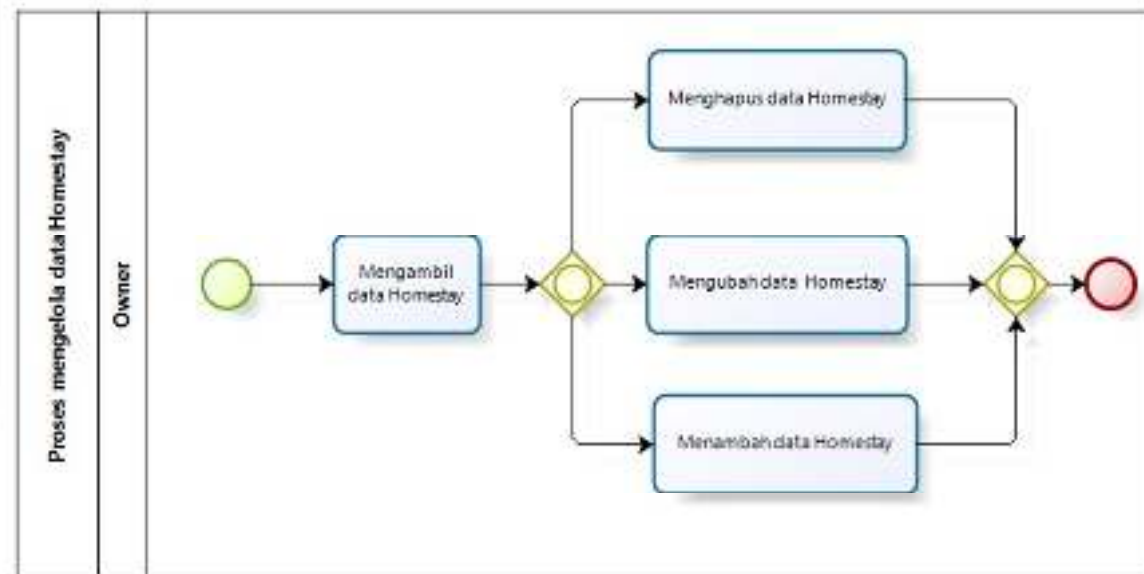 Proses mengelola data Homestay
Owner
Mengambil
data Homestay
Menghapus data Homestay
Mengubah data Homestay
Menambah data Homestay